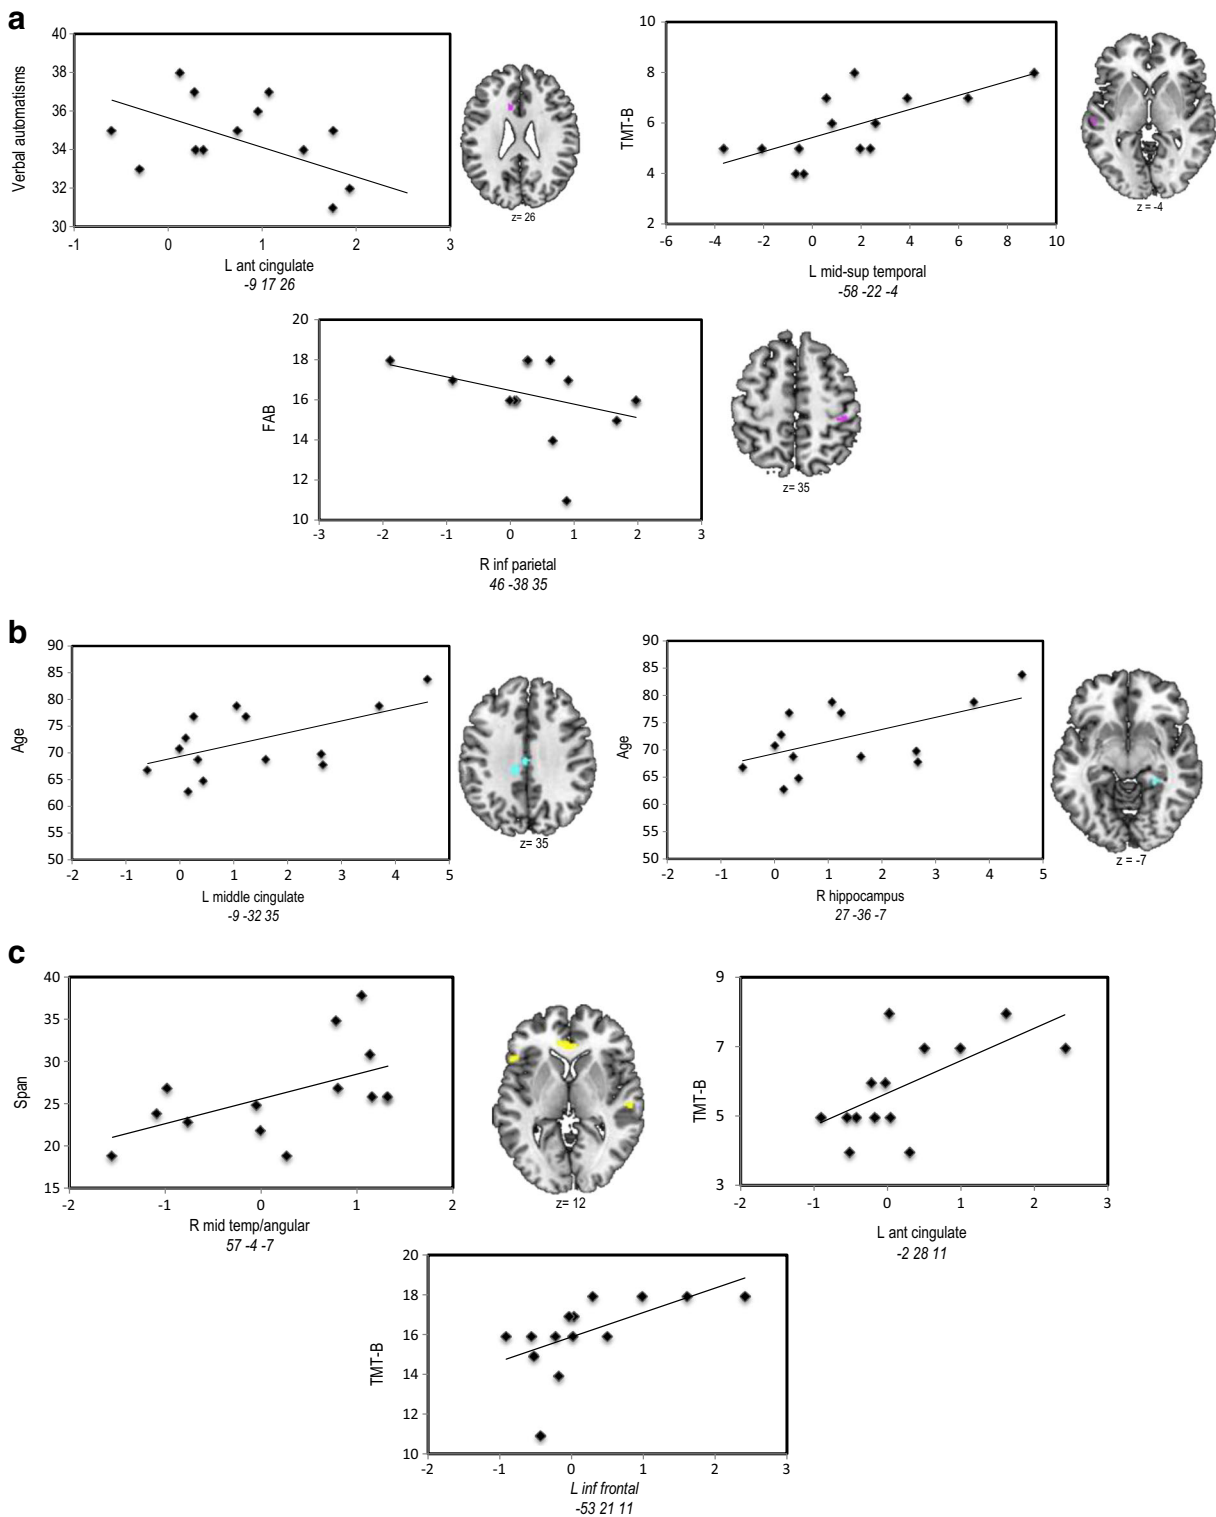 a
Verbal automatisms
40
38
36
34
32
30
-1 0 1 2 3
L ant cingulate
-9 17 26
z= 26
TMT-B
10
8
6
4
2
-6 -4 -2 0 2 4 6 8 10
L mid-sup temporal
-58 -22 -4
z = -4
FAB
20
18
16
14
12
10
-3 -2 -1 0 1 2 3
R inf parietal
46 -38 35
z= 35
b
Age
90
85
80
75
70
65
60
55
50
-2 -1 0 1 2 3 4 5
L middle cingulate
-9 -32 35
z= 35
Age
90
85
80
75
70
65
60
55
50
-2 -1 0 1 2 3 4 5
R hippocampus
27 -36 -7
z = -7
c
Span
40
35
30
25
20
15
-2 -1 0 1 2
R mid temp/angular
57 -4 -7
z= 12
TMT-B
9
7
5
3
-2 -1 0 1 2 3
L ant cingulate
-2 28 11
TMT-B
20
18
16
14
12
10
-2 -1 0 1 2 3
L inf frontal
-53 21 11